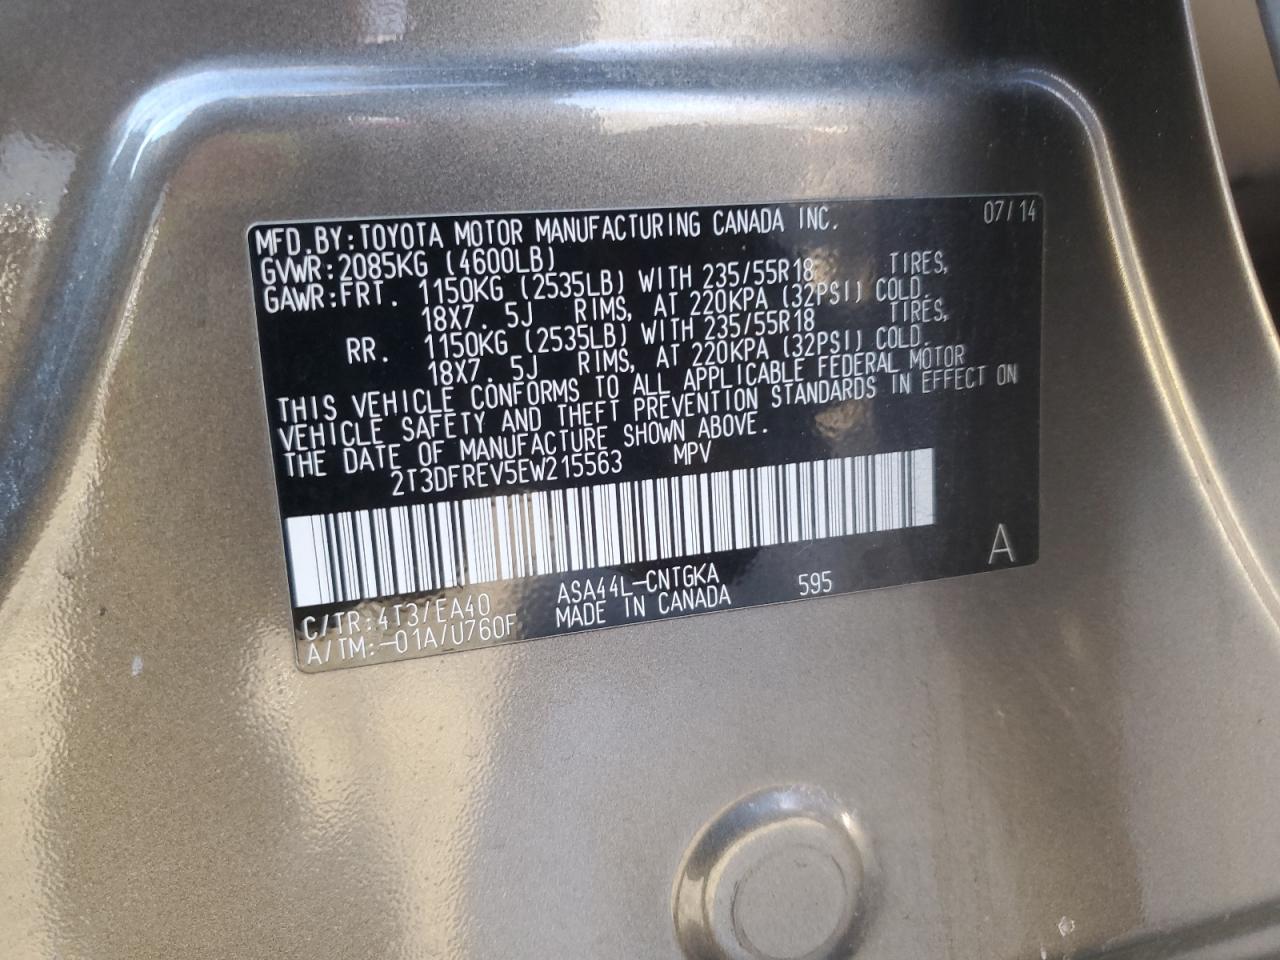 MFD.BY:TOYOTA MOTOR MANUFACTURING CANADA INC. 07/14
GVWR:2085KG (4600LB)
GAWR:FRT. 1150KG (2535LB) WITH 235/55R18 TIRES,
18X7.5J RIMS, AT 220KPA (32PSI) COLD.
RR. 1150KG (2535LB) WITH 235/55R18 TIRES,
18X7.5J RIMS, AT 220KPA (32PSI) COLD.
THIS VEHICLE CONFORMS TO ALL APPLICABLE FEDERAL MOTOR
VEHICLE SAFETY AND THEFT PREVENTION STANDARDS IN EFFECT ON
THE DATE OF MANUFACTURE SHOWN ABOVE.
2T3DFREV5EW215563 MPV
A
C/TR:4T3/EA40 ASA44L-CNTGKA 595
A/TM:-01A/U760F MADE IN CANADA